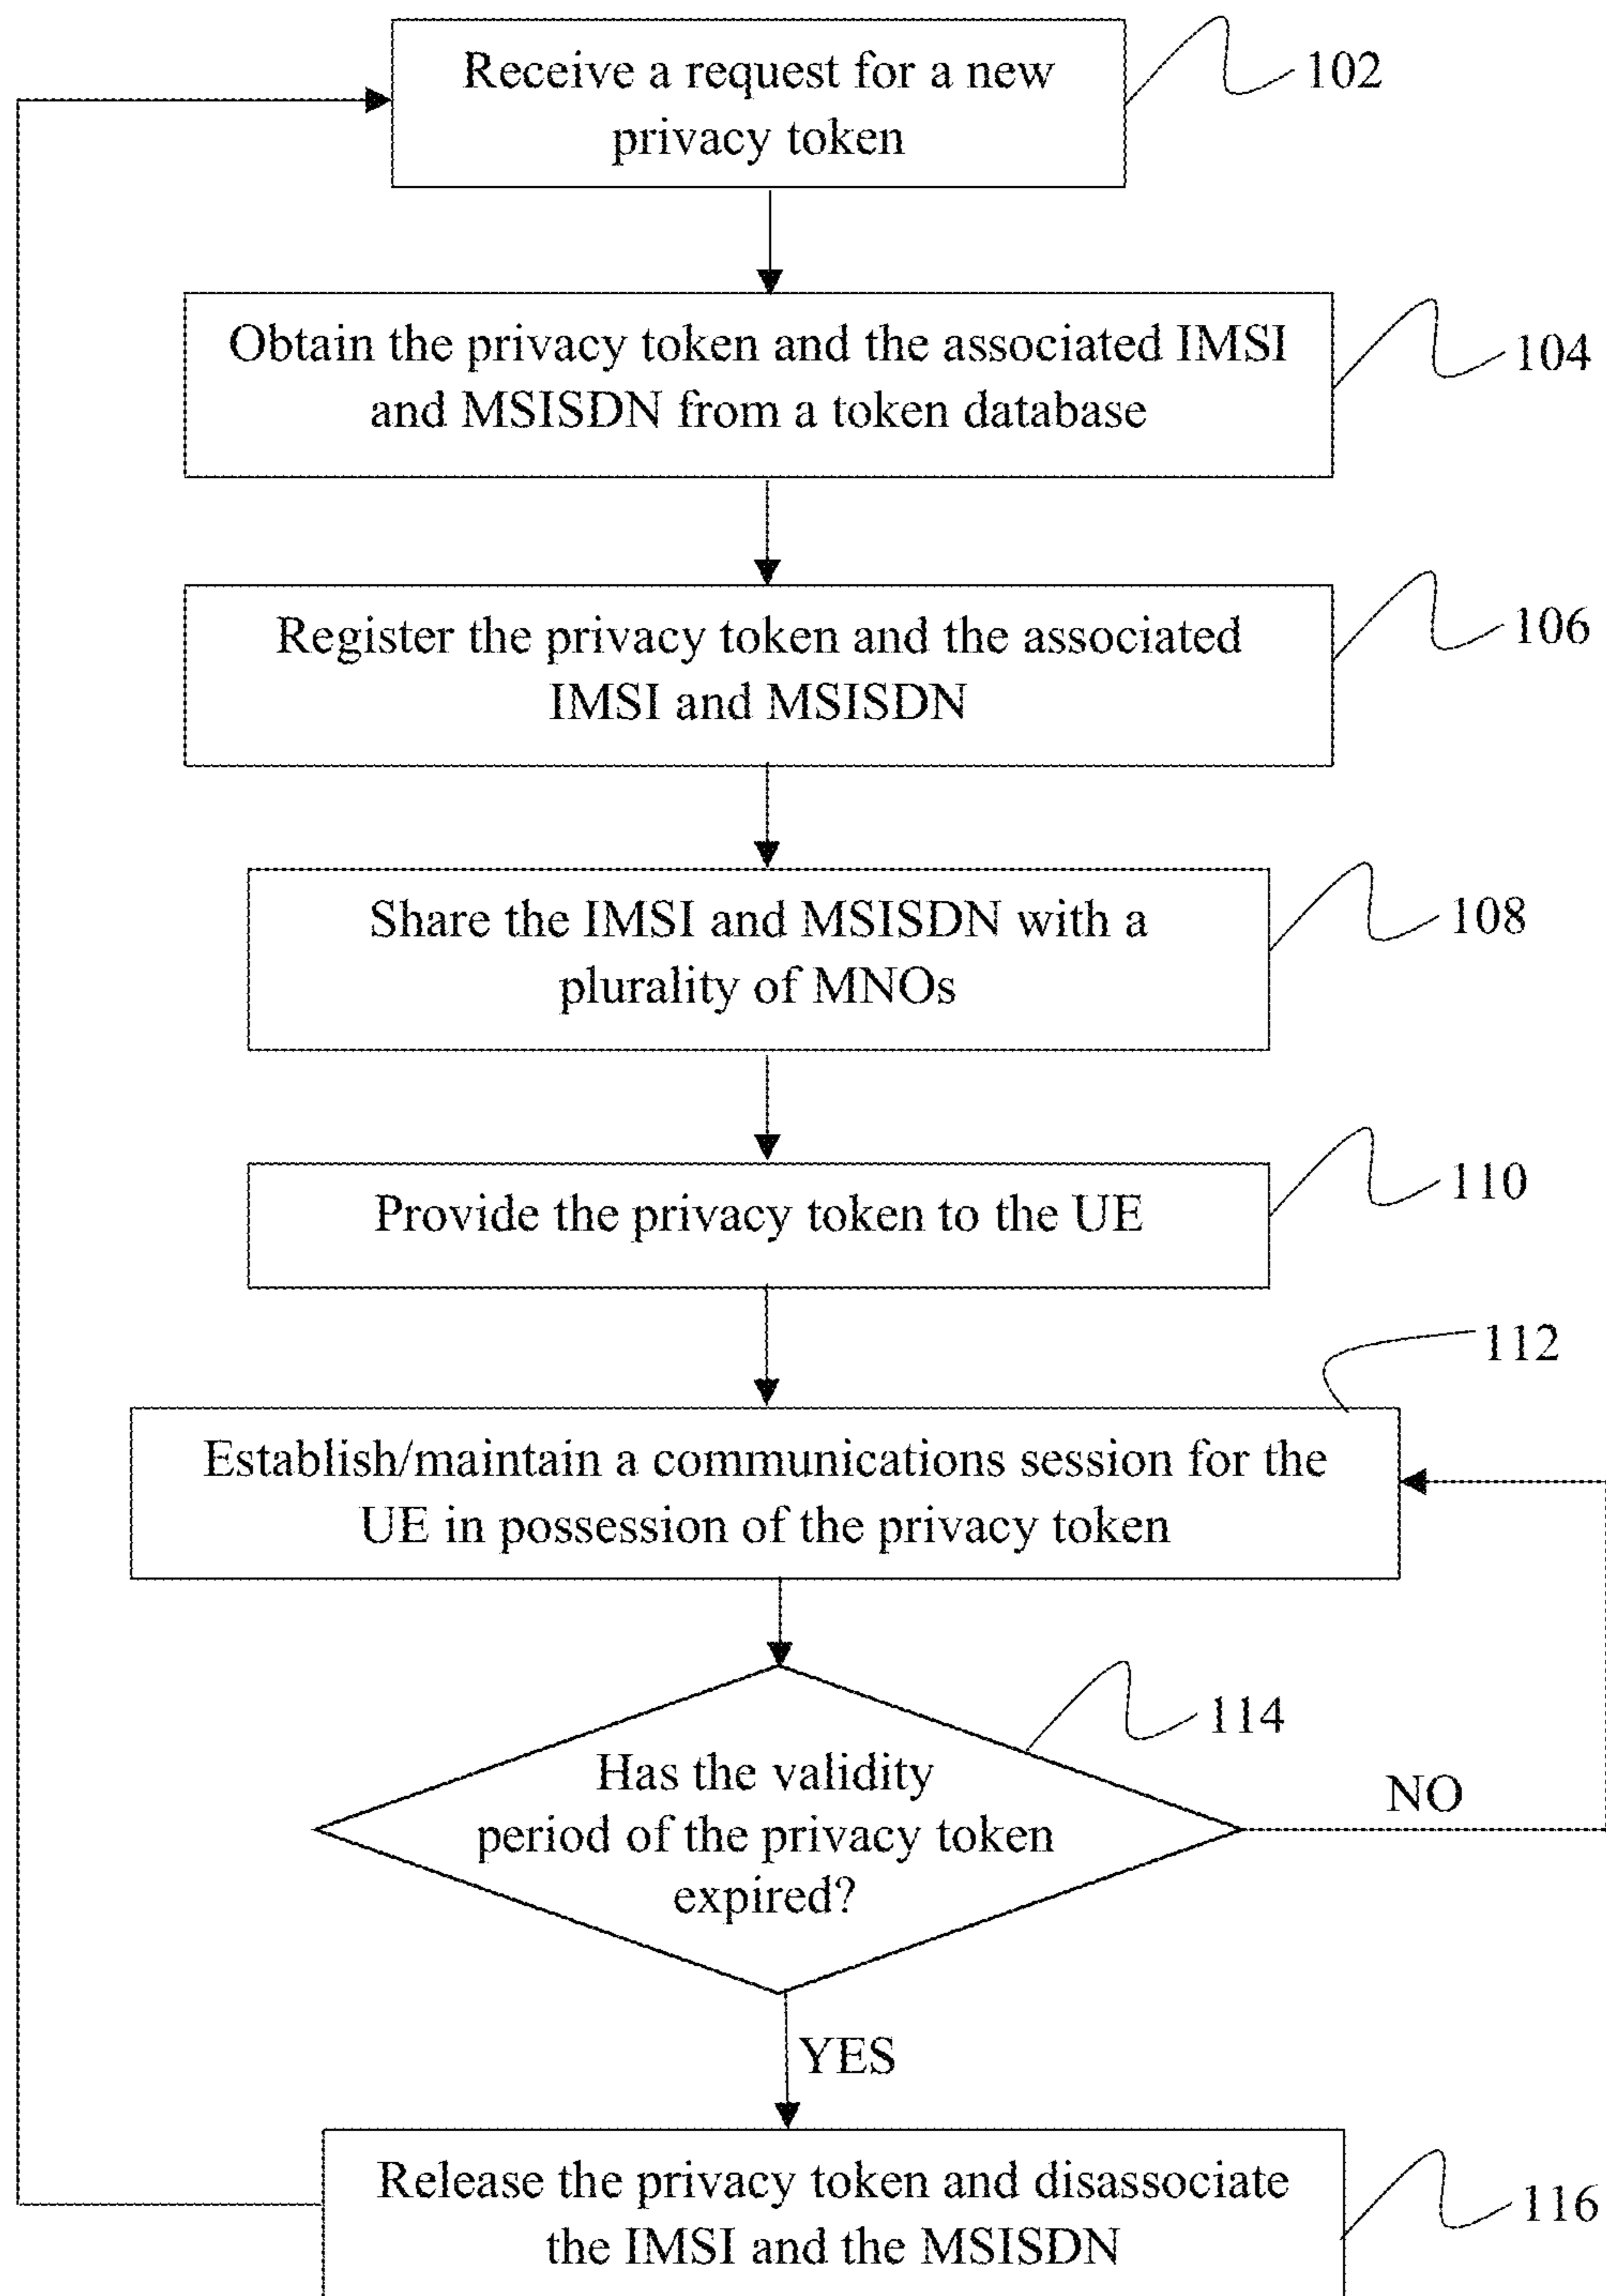 Receive a request for a new
privacy token
102
Obtain the privacy token and the associated IMSI
and MSISDN from a token database
104
Register the privacy token and the associated
IMSI and MSISDN
106
Share the IMSI and MSISDN with a
plurality of MNOs
108
Provide the privacy token to the UE
110
112
Establish/maintain a communications session for the
UE in possession of the privacy token
114
Has the validity
period of the privacy token
expired?
NO
YES
Release the privacy token and disassociate
the IMSI and the MSISDN
116